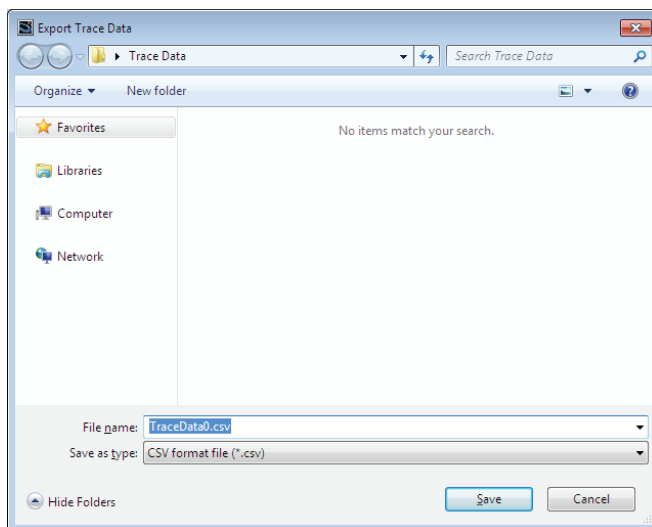 Export Trace Data
Trace Data
Search Trace Data
Organize New folder
Favorites
No items match your search.
Libraries
Computer
Network
File name: TraceData0.csv
Save as type: CSV format file (*.csv)
Hide Folders Save Cancel